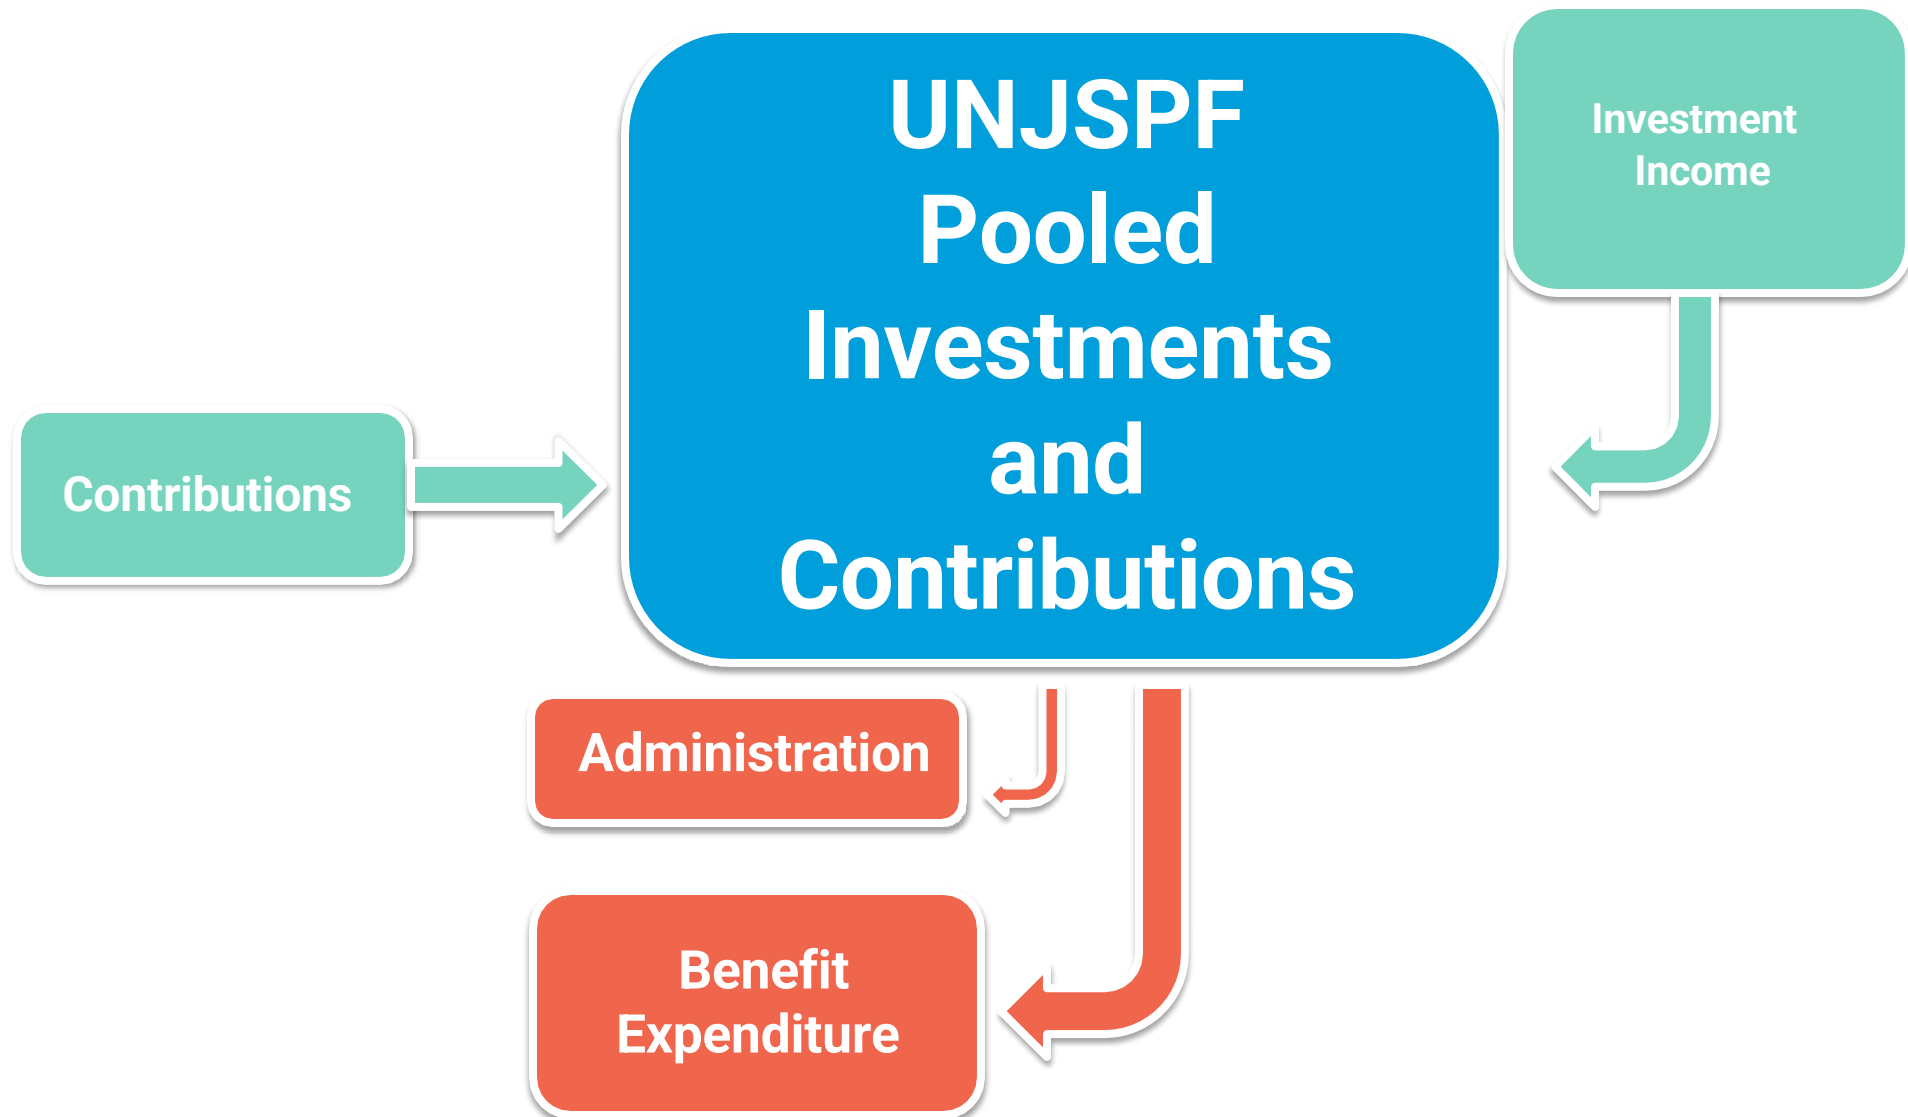 UNJSPF
Pooled
Investments
and
Contributions
Investment
Income
Contributions
Administration
Benefit
Expenditure